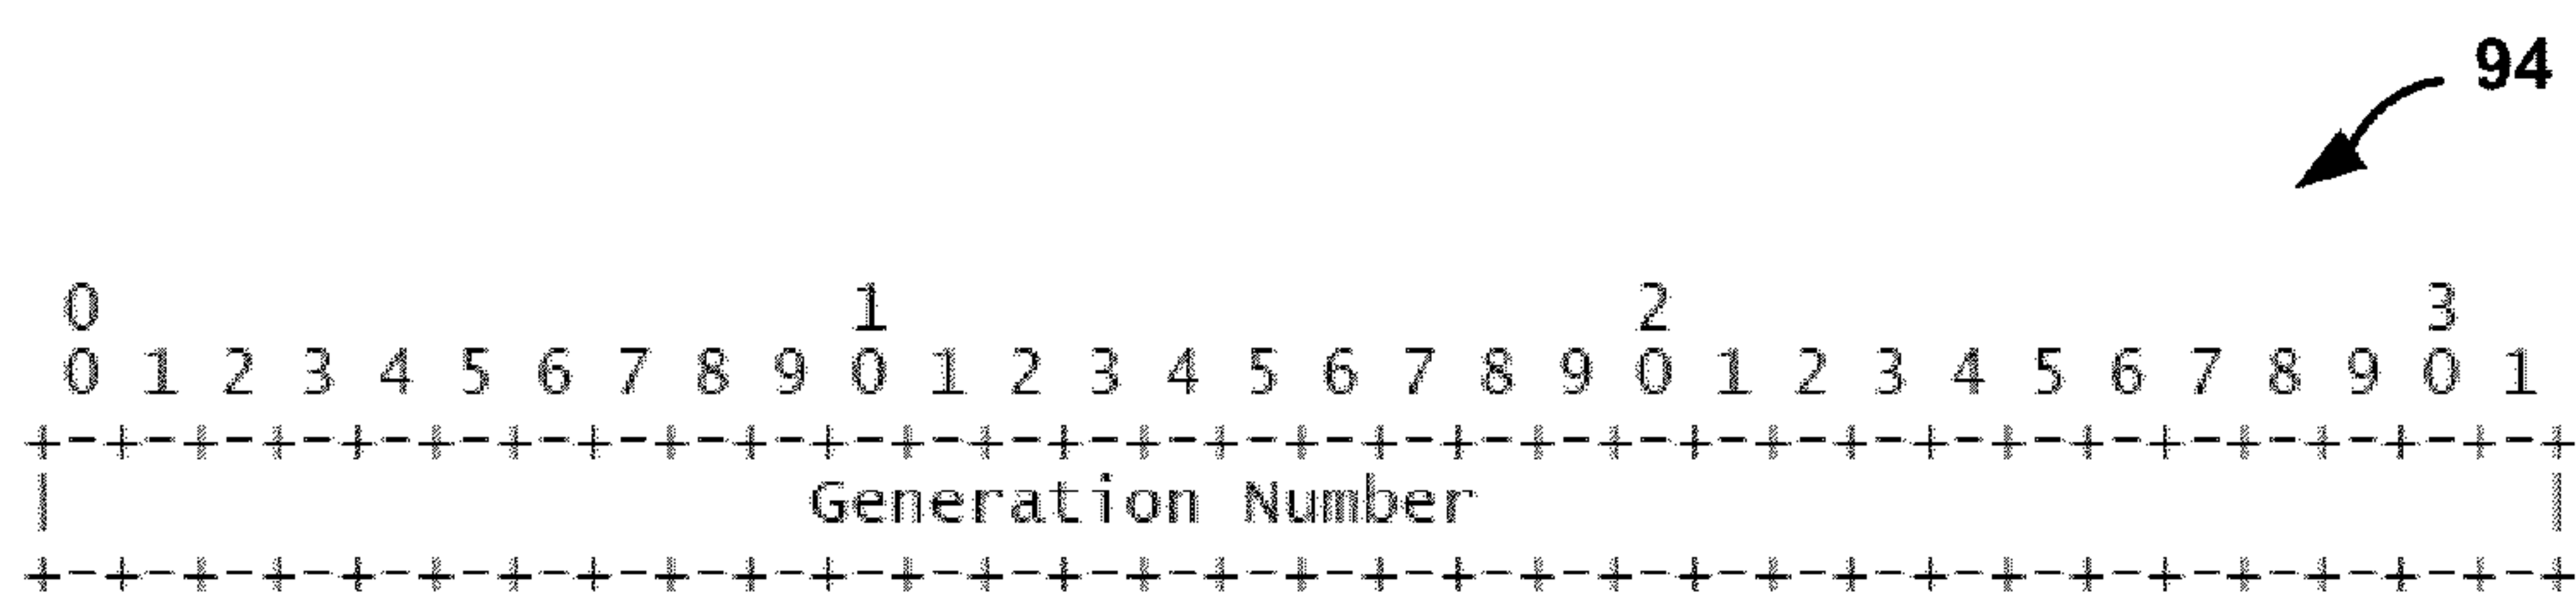 94
0                   1                   2                   3
0 1 2 3 4 5 6 7 8 9 0 1 2 3 4 5 6 7 8 9 0 1 2 3 4 5 6 7 8 9 0 1
+-+-+-+-+-+-+-+-+-+-+-+-+-+-+-+-+-+-+-+-+-+-+-+-+-+-+-+-+-+-+-+-+
|                   Generation Number                           |
+-+-+-+-+-+-+-+-+-+-+-+-+-+-+-+-+-+-+-+-+-+-+-+-+-+-+-+-+-+-+-+-+